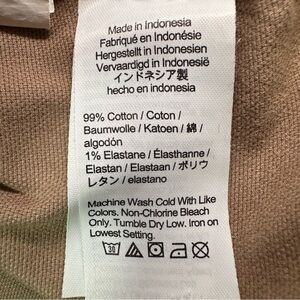 Made in Indonesia
Fabriqué en Indonésie
Hergestellt in Indonesien
Vervaardigd in Indonesië
インドネシア製
hecho en indonesia
99% Cotton / Coton /
Baumwolle / Katoen / 綿 /
algodón
1% Elastane / Élasthanne /
Elastan / Elastaan / ポリウ
レタン / elastano
Machine Wash Cold With Like
Colors. Non-Chlorine Bleach
Only. Tumble Dry Low. Iron on
Lowest Setting.
30